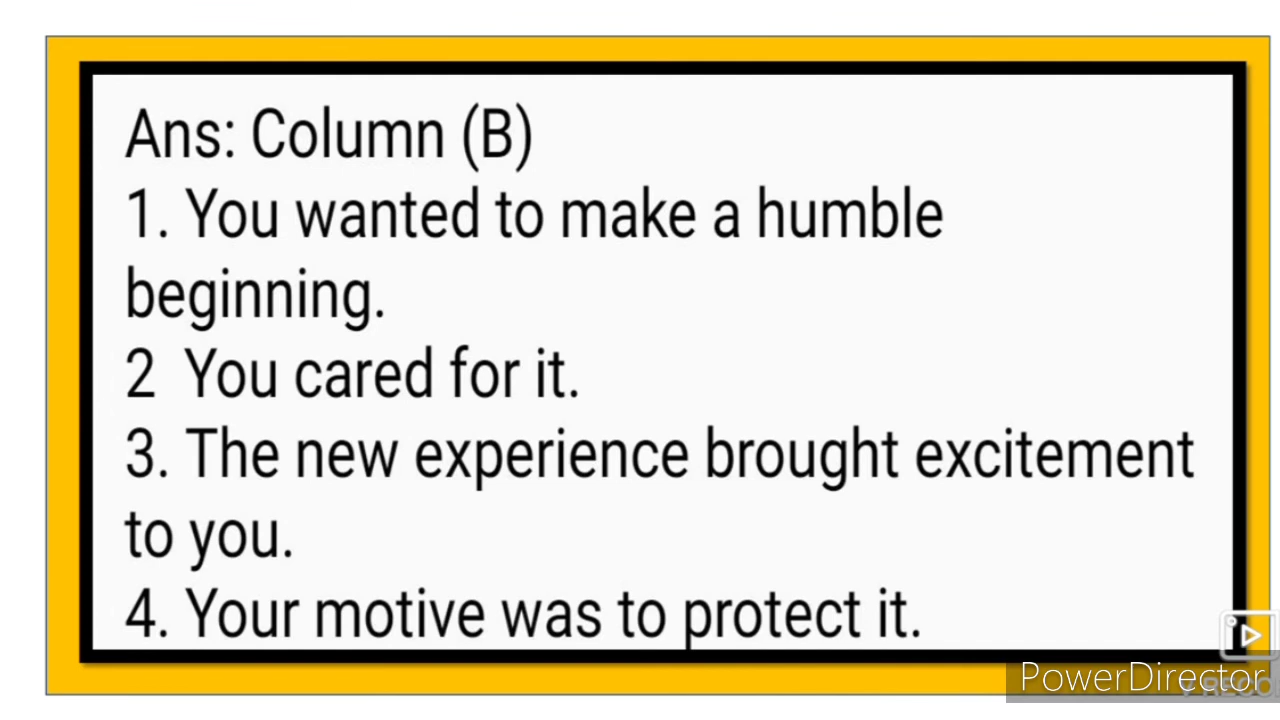 Ans: Column (B)
1. You wanted to make a humble
beginning.
2  You cared for it.
3. The new experience brought excitement
to you.
4. Your motive was to protect it.
PowerDirector